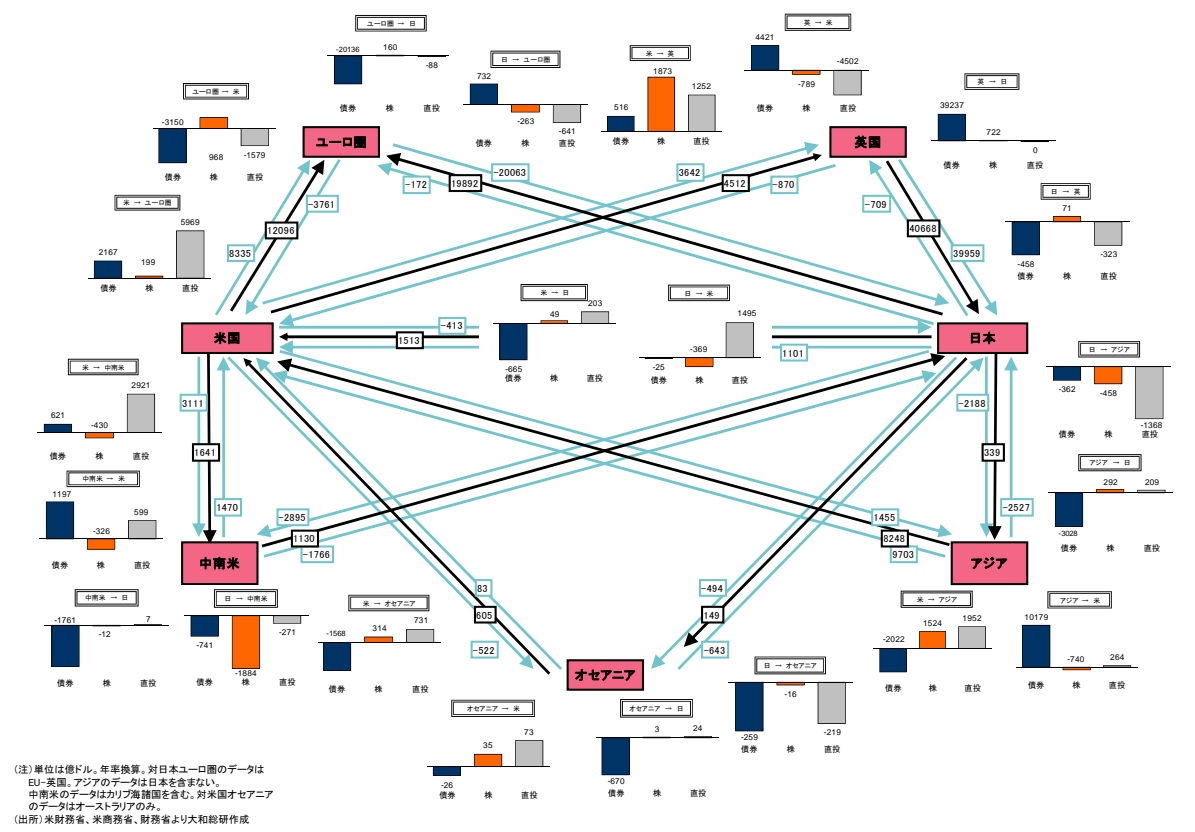 ユーロ圏 → 日
-20136
160
-88
債券 株 直投
日 → ユーロ圏
732
-263
-641
債券 株 直投
米 → 英
516
1873
1252
債券 株 直投
英 → 米
4421
-789
-4502
債券 株 直投
英 → 日
39237
722
0
債券 株 直投
ユーロ圏 → 米
-3150
968
-1579
債券 株 直投
ユーロ圏
英国
-20063
-172
19892
3642
4512
-870
-709
40668
39959
日 → 英
71
-458
-323
債券 株 直投
米 → ユーロ圏
2167
199
5969
債券 株 直投
-3761
12096
8335
米 → 日
-665
49
203
債券 株 直投
日 → 米
-25
-369
1495
債券 株 直投
米国
-413
1513
1101
日本
米 → 中南米
621
-430
2921
債券 株 直投
3111
1641
1470
-2188
339
-2527
日 → アジア
-362
-458
-1368
債券 株 直投
中南米 → 米
1197
-326
599
債券 株 直投
アジア → 日
-3028
292
209
債券 株 直投
-2895
1130
-1766
1455
8248
9703
中南米
アジア
中南米 → 日
-1761
-12
7
債券 株 直投
日 → 中南米
-741
-1884
-271
債券 株 直投
米 → オセアニア
-1568
314
731
債券 株 直投
83
605
-522
-494
149
-643
米 → アジア
-2022
1524
1952
債券 株 直投
アジア → 米
10179
-740
264
債券 株 直投
オセアニア
日 → オセアニア
-259
-16
-219
債券 株 直投
オセアニア → 米
-26
35
73
債券 株 直投
オセアニア → 日
-670
3
24
債券 株 直投
(注)単位は億ドル。年率換算。対日本ユーロ圏のデータは
EU-英国。アジアのデータは日本を含まない。
中南米のデータはカリブ海諸国を含む。対米国オセアニア
のデータはオーストラリアのみ。
(出所)米財務省、米商務省、財務省より大和総研作成